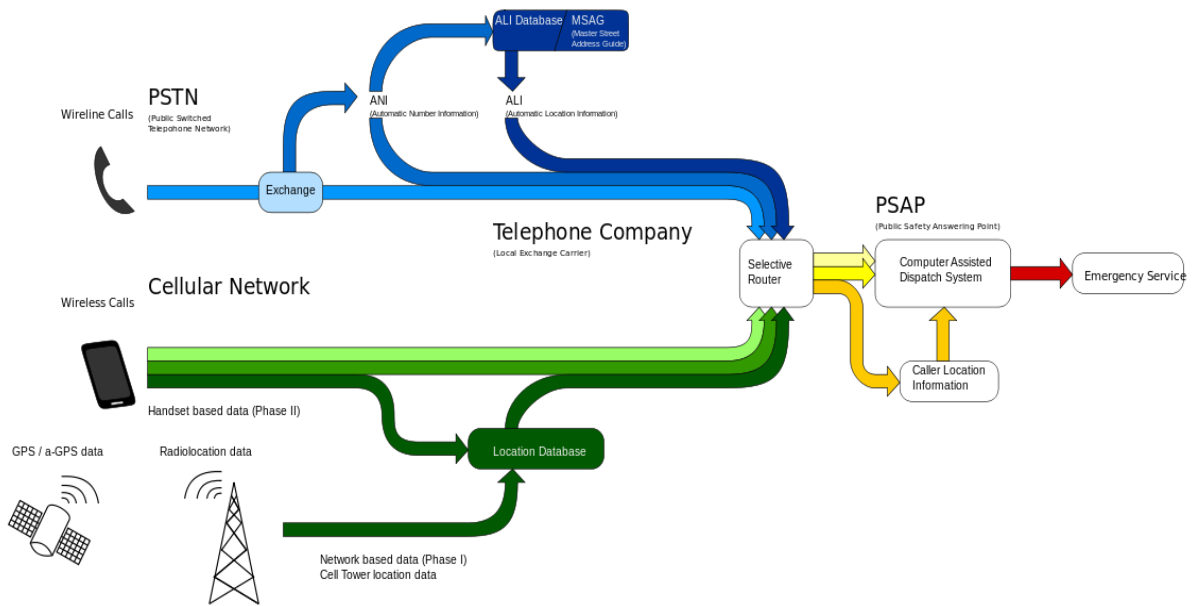 ALI Database
MSAG
(Master Street
Address Guide)
PSTN
(Public Switched
Telepohone Network)
Wireline Calls
ANI
(Automatic Number Information)
ALI
(Automatic Location Information)
Exchange
Telephone Company
(Local Exchange Carrier)
PSAP
(Public Safety Answering Point)
Selective
Router
Computer Assisted
Dispatch System
Emergency Service
Cellular Network
Wireless Calls
Caller Location
Information
Handset based data (Phase II)
GPS / a-GPS data
Radiolocation data
Location Database
Network based data (Phase I)
Cell Tower location data